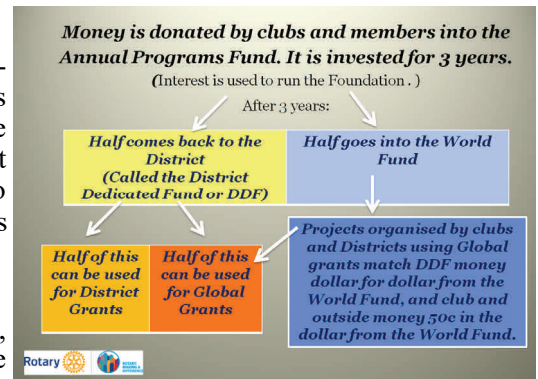 Money is donated by clubs and members into the
Annual Programs Fund. It is invested for 3 years.
(Interest is used to run the Foundation . )
After 3 years:
Half comes back to the
District
(Called the District
Dedicated Fund or DDF)
Half goes into the World
Fund
Half of this
can be used
for District
Grants
Half of this
can be used
for Global
Grants
Projects organised by clubs
and Districts using Global
grants match DDF money
dollar for dollar from the
World Fund, and club and
outside money 50c in the
dollar from the World Fund.
Rotary